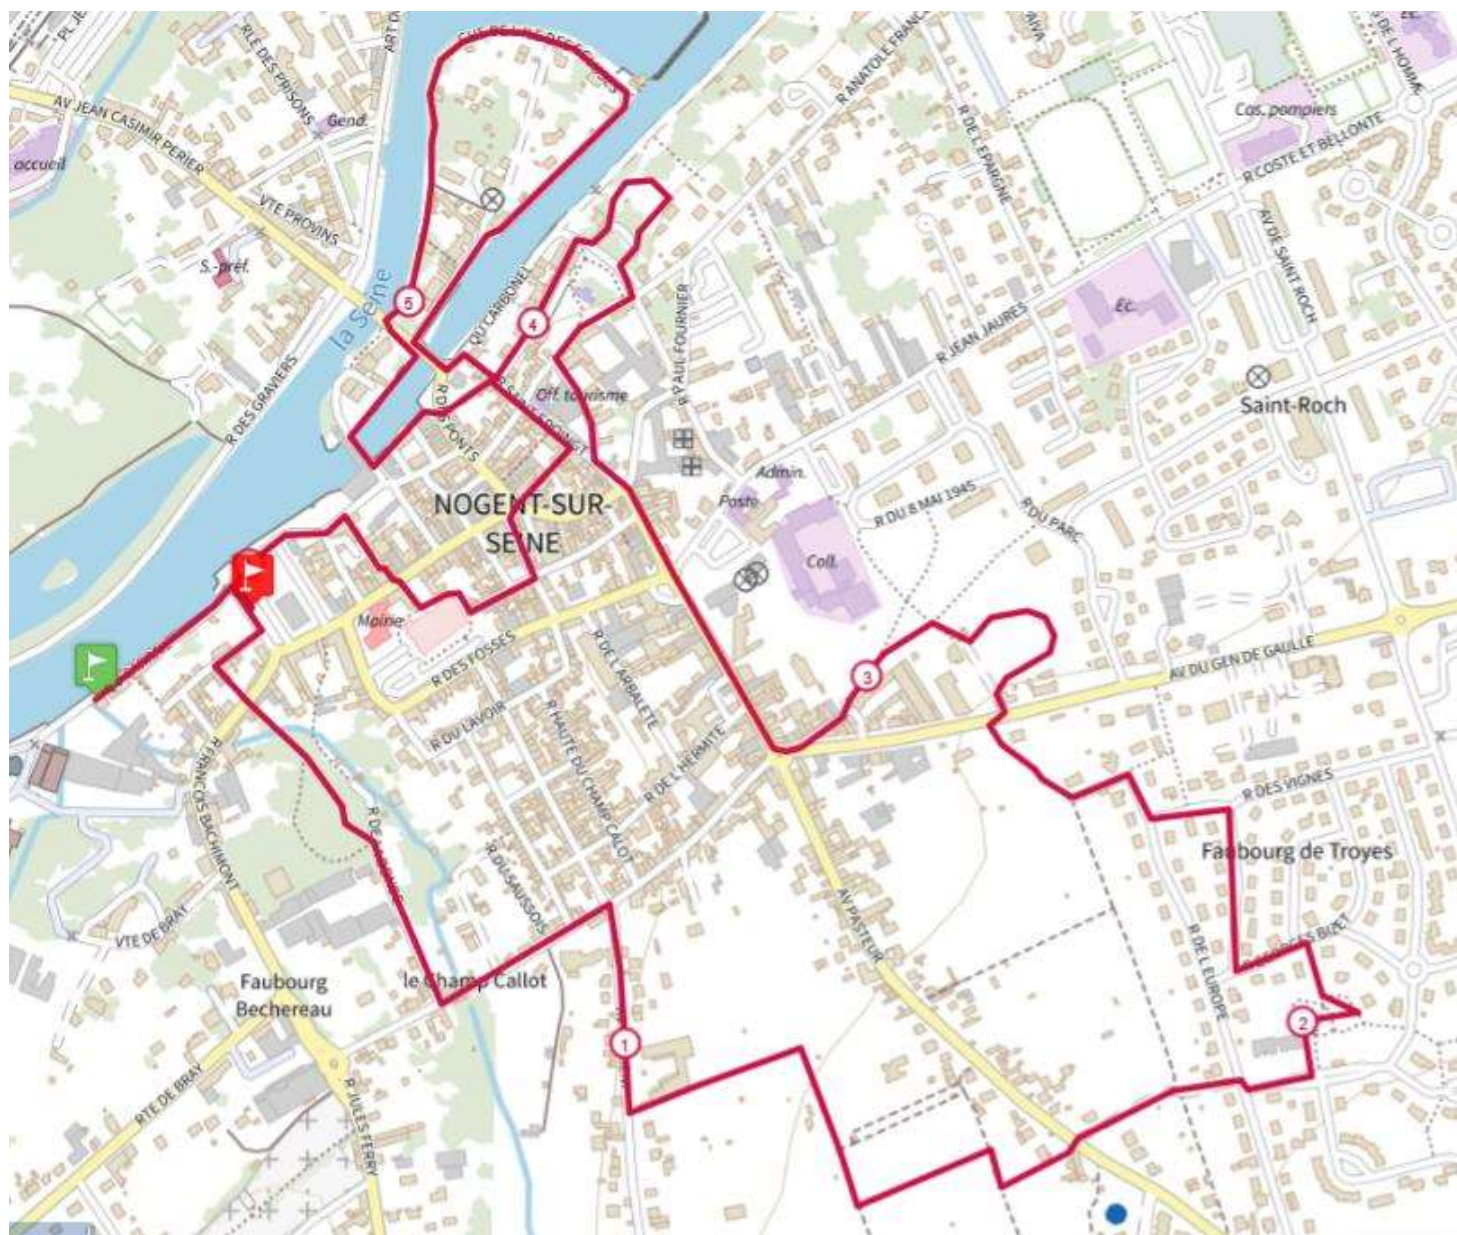 AV JEAN CASIMIR PERIER
RLE DES PRISONS
Gend.
accueil
VTE PROVINS
S.-préf.
la Seine
R DES GRAVIERS
R ANATOLE FRANCE
R DE L EPARGNE
Cas. pompiers
R COSTE ET BELLONTE
AV DE SAINT ROCH
DE L HOMME
QU CARBONEL
5
4
R PAUL FOURNIER
R JEAN JAURES
Ec.
Saint-Roch
Off. tourisme
R DES PONTS
NOGENT-SUR-
SEINE
Admin.
Poste
Coll.
R DU 8 MAI 1945
R DU PARC
Mairie
R DES FOSSES
R DE L ARBALETE
R DU LAVOIR
R HAUTE DU CHAMP CALOT
R DE L HERMITE
3
AV DU GEN DE GAULLE
R DES VIGNES
Faubourg de Troyes
R FRANCOIS BACHIMONT
R DU SAUSSOIS
AV PASTEUR
VTE DE BRAY
R DE L EUROPE
BIZET
Faubourg
Bechereau
le Champ Callot
1
2
RTE DE BRAY
R JULES FERRY